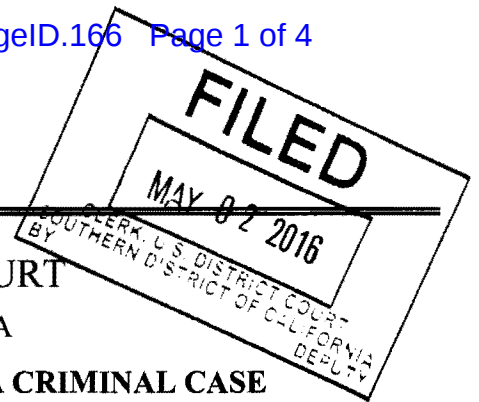 geID.166 Page 1 of 4
FILED
MAY 02 2016
CLERK, U.S. DISTRICT COURT
SOUTHERN DISTRICT OF CALIFORNIA
BY DEPUTY
URT
A
A CRIMINAL CASE